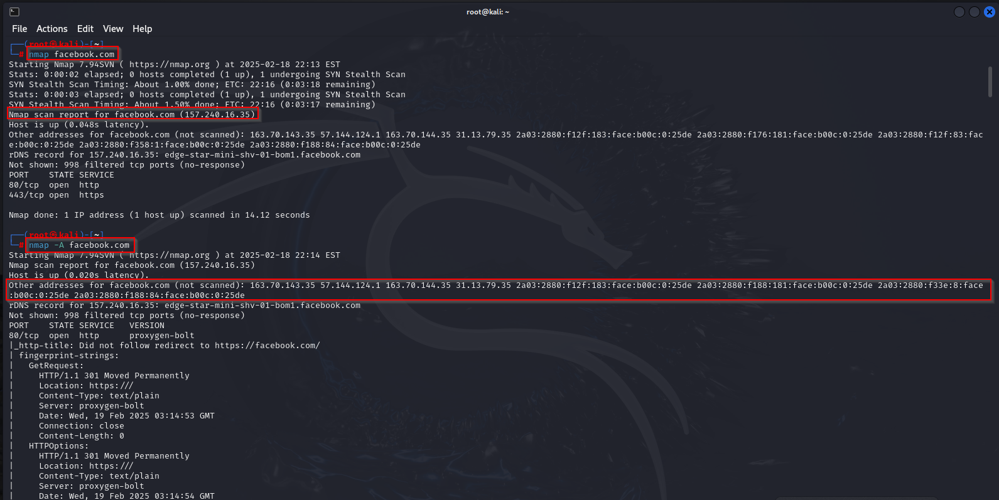 root@kali: ~
File Actions Edit View Help
┌──(root㉿kali)-[~]
└─# nmap facebook.com
Starting Nmap 7.94SVN ( https://nmap.org ) at 2025-02-18 22:13 EST
Stats: 0:00:02 elapsed; 0 hosts completed (1 up), 1 undergoing SYN Stealth Scan
SYN Stealth Scan Timing: About 1.00% done; ETC: 22:16 (0:03:18 remaining)
Stats: 0:00:03 elapsed; 0 hosts completed (1 up), 1 undergoing SYN Stealth Scan
SYN Stealth Scan Timing: About 1.50% done; ETC: 22:16 (0:03:17 remaining)
Nmap scan report for facebook.com (157.240.16.35)
Host is up (0.048s latency).
Other addresses for facebook.com (not scanned): 163.70.143.35 57.144.124.1 163.70.144.35 31.13.79.35 2a03:2880:f12f:183:face:b00c:0:25de 2a03:2880:f176:181:face:b00c:0:25de 2a03:2880:f12f:83:fac
e:b00c:0:25de 2a03:2880:f358:1:face:b00c:0:25de 2a03:2880:f188:84:face:b00c:0:25de
rDNS record for 157.240.16.35: edge-star-mini-shv-01-bom1.facebook.com
Not shown: 998 filtered tcp ports (no-response)
PORT    STATE SERVICE
80/tcp  open  http
443/tcp open  https
Nmap done: 1 IP address (1 host up) scanned in 14.12 seconds
┌──(root㉿kali)-[~]
└─# nmap -A facebook.com
Starting Nmap 7.94SVN ( https://nmap.org ) at 2025-02-18 22:14 EST
Nmap scan report for facebook.com (157.240.16.35)
Host is up (0.020s latency).
Other addresses for facebook.com (not scanned): 163.70.143.35 57.144.124.1 163.70.144.35 31.13.79.35 2a03:2880:f12f:183:face:b00c:0:25de 2a03:2880:f188:181:face:b00c:0:25de 2a03:2880:f33e:8:face
:b00c:0:25de 2a03:2880:f188:84:face:b00c:0:25de
rDNS record for 157.240.16.35: edge-star-mini-shv-01-bom1.facebook.com
Not shown: 998 filtered tcp ports (no-response)
PORT    STATE SERVICE   VERSION
80/tcp  open  http      proxygen-bolt
|_http-title: Did not follow redirect to https://facebook.com/
| fingerprint-strings:
|   GetRequest:
|     HTTP/1.1 301 Moved Permanently
|     Location: https:///
|     Content-Type: text/plain
|     Server: proxygen-bolt
|     Date: Wed, 19 Feb 2025 03:14:53 GMT
|     Connection: close
|     Content-Length: 0
|   HTTPOptions:
|     HTTP/1.1 301 Moved Permanently
|     Location: https:///
|     Content-Type: text/plain
|     Server: proxygen-bolt
|     Date: Wed, 19 Feb 2025 03:14:54 GMT